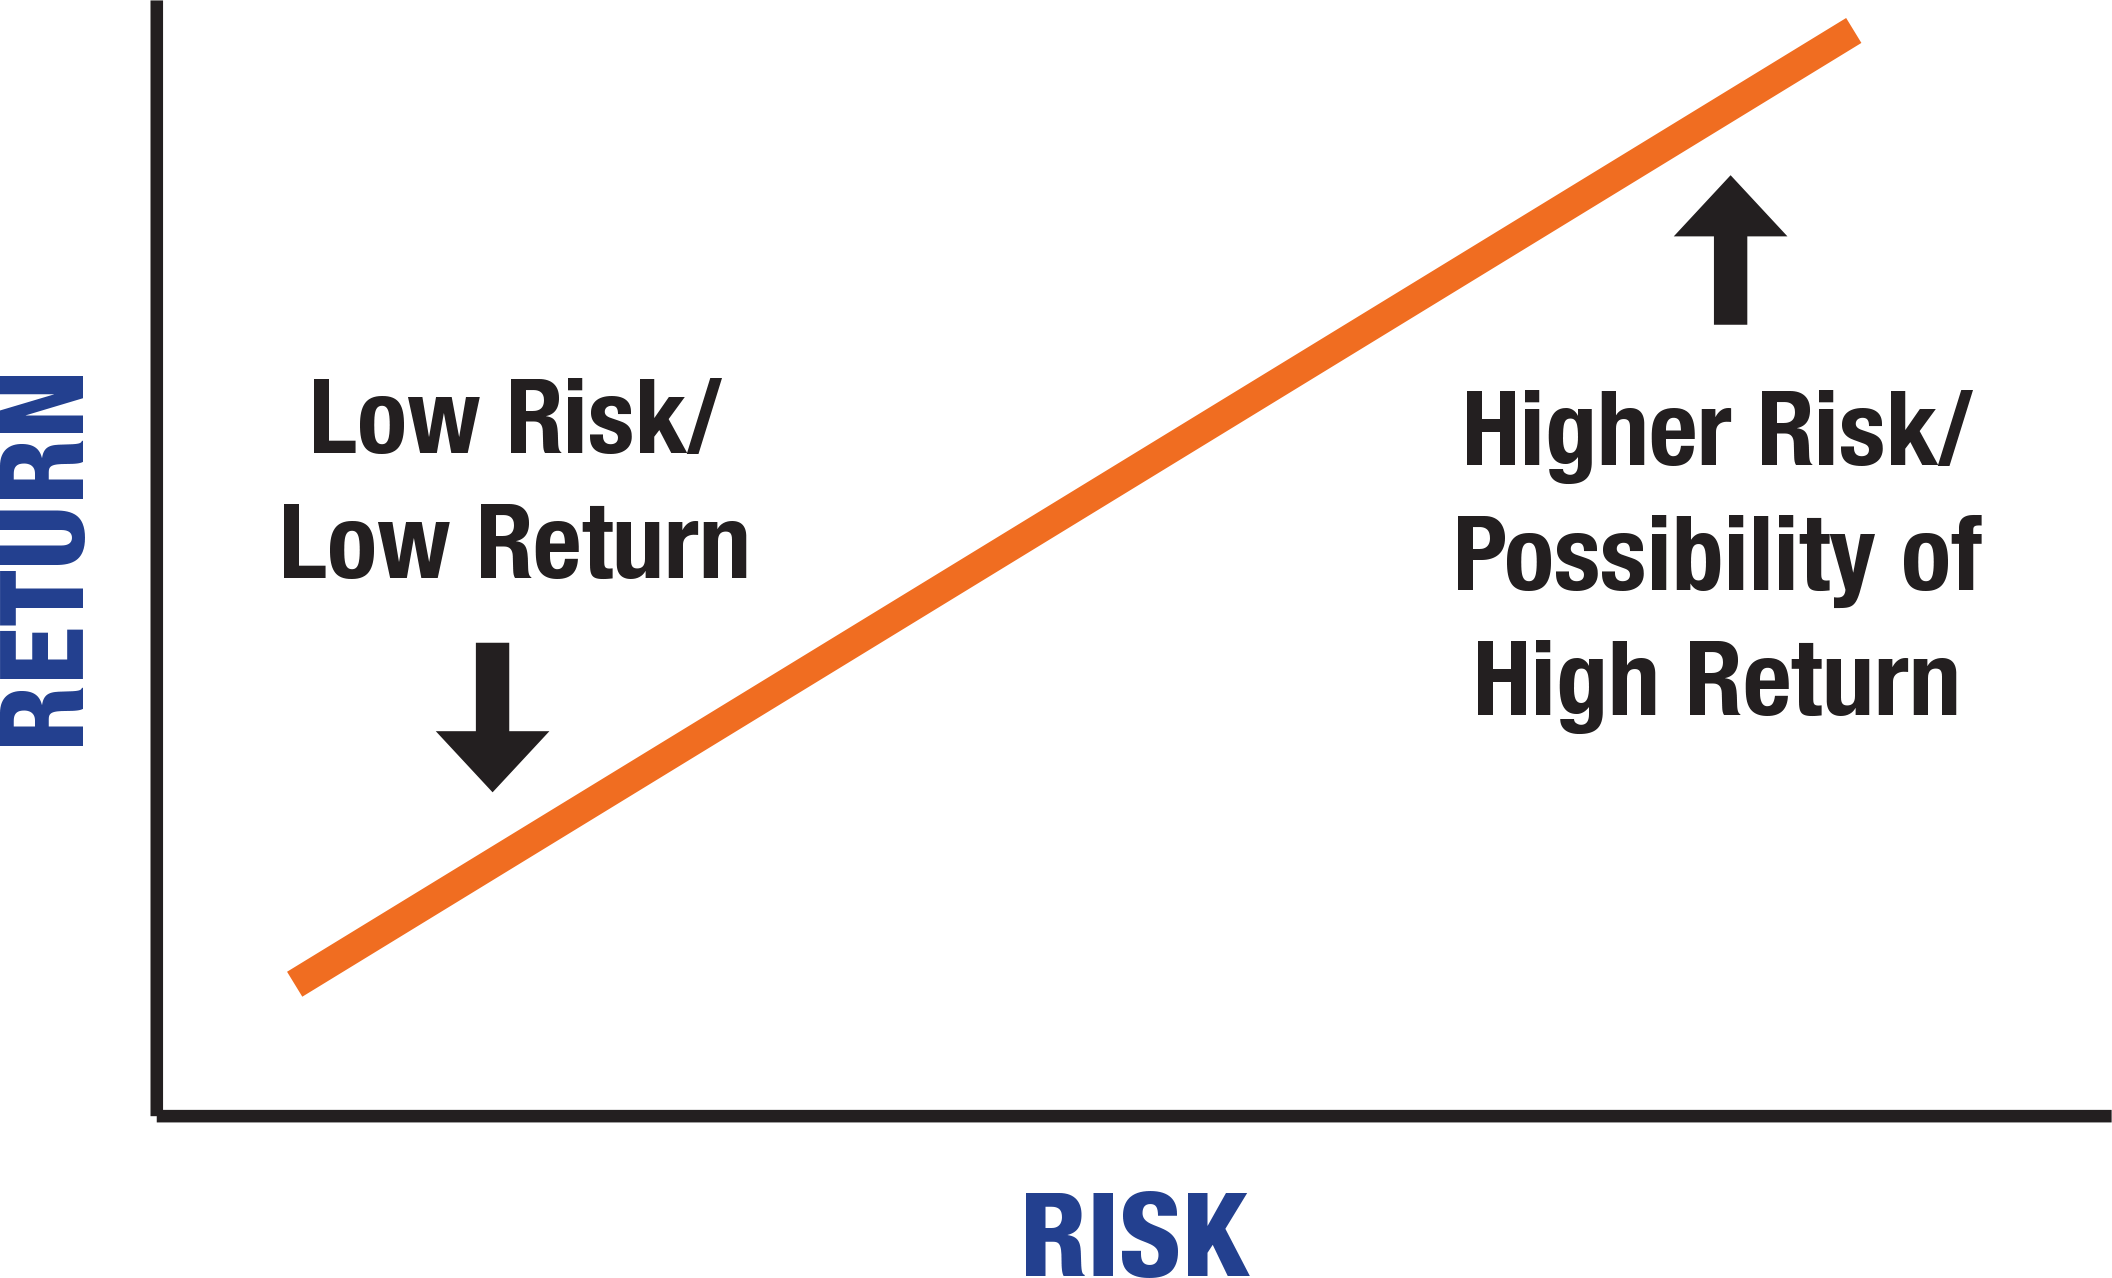 RETURN
Low Risk/
Low Return
Higher Risk/
Possibility of
High Return
RISK